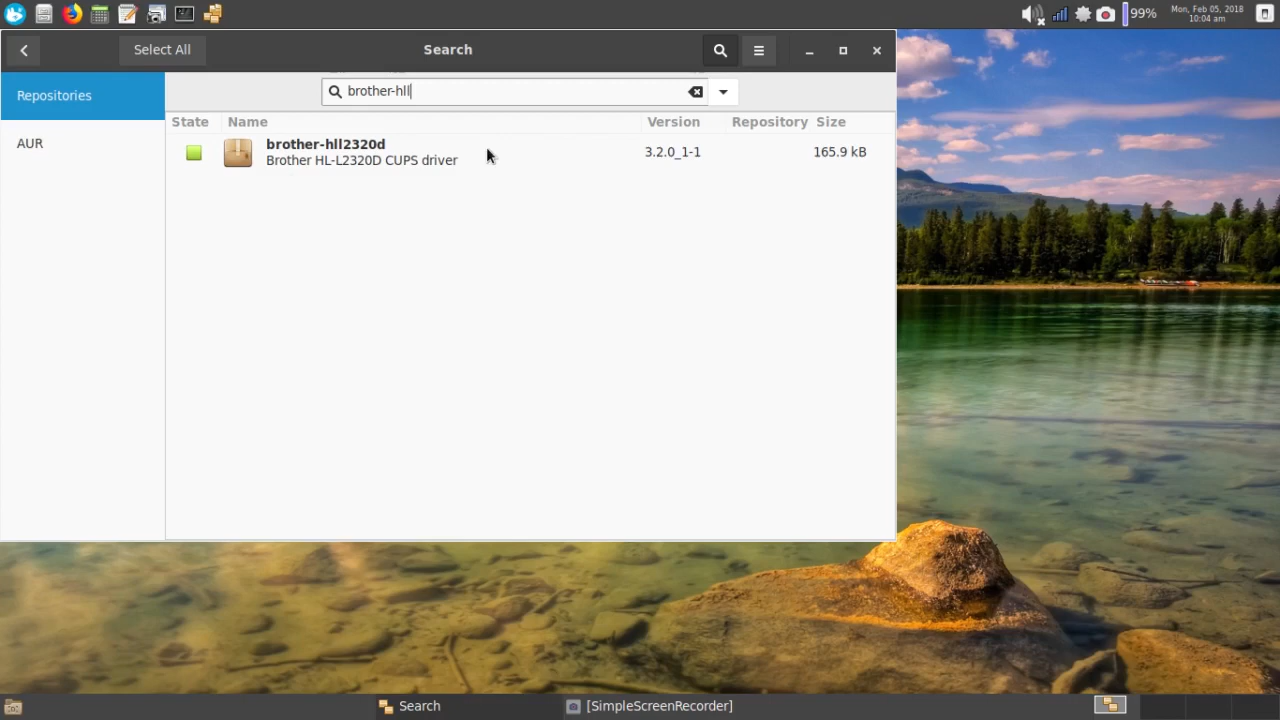 99%
Mon, Feb 05, 2018
10:04 am
Select All
Search
Repositories
AUR
brother-hll
State Name Version Repository Size
brother-hll2320d
Brother HL-L2320D CUPS driver
3.2.0_1-1
165.9 kB
Search
[SimpleScreenRecorder]